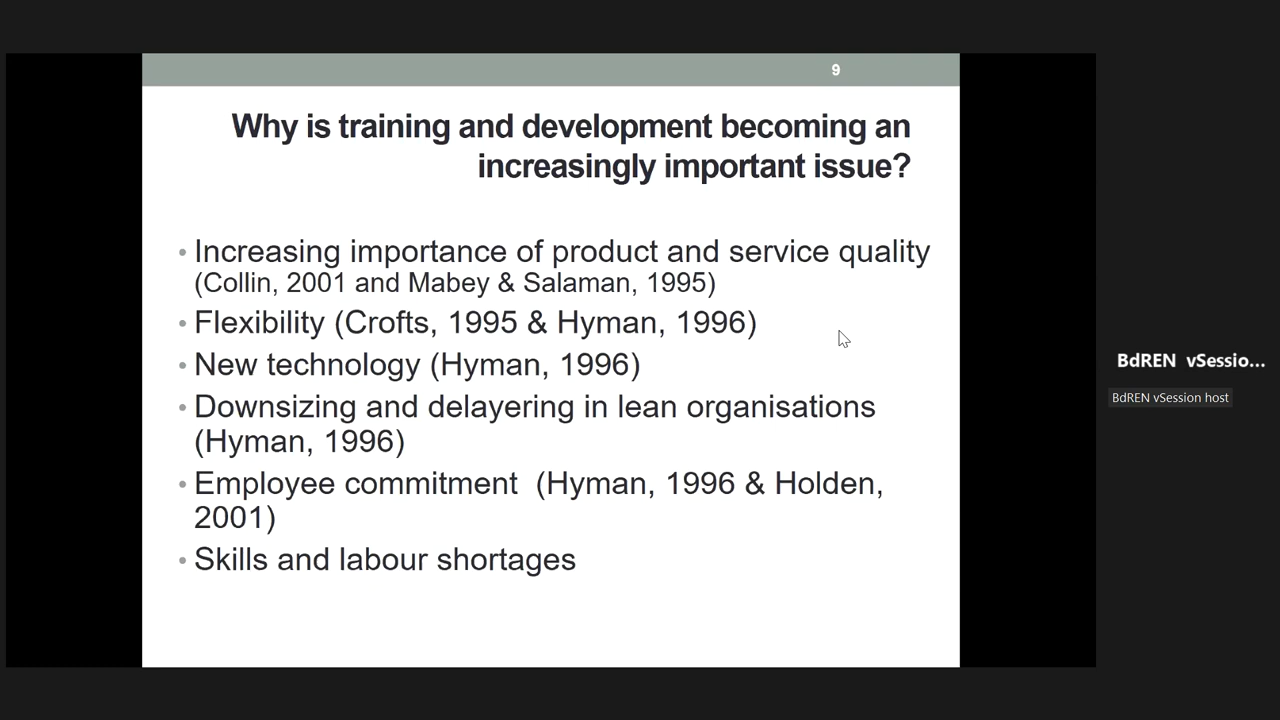 9
Why is training and development becoming an
increasingly important issue?
• Increasing importance of product and service quality
(Collin, 2001 and Mabey & Salaman, 1995)
• Flexibility (Crofts, 1995 & Hyman, 1996)
• New technology (Hyman, 1996)
• Downsizing and delayering in lean organisations
(Hyman, 1996)
• Employee commitment  (Hyman, 1996 & Holden,
2001)
• Skills and labour shortages
BdREN vSessio...
BdREN vSession host